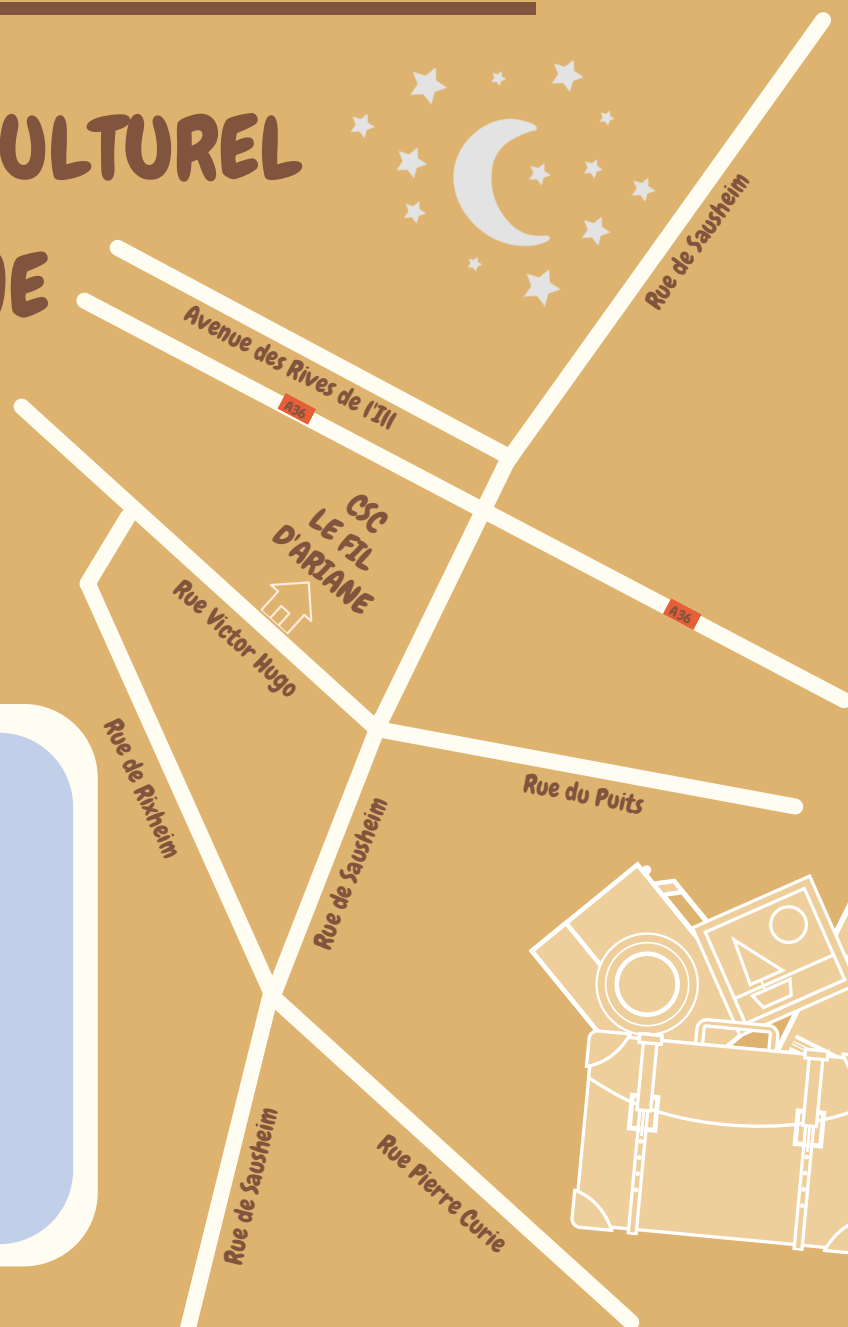 ULTUREL
Rue de Sausheim
Avenue des Rives de l'Ill
A36
CSC
LE FIL
D'ARIANE
Rue Victor Hugo
A36
Rue de Rixheim
Rue du Puits
Rue de Sausheim
Rue de Sausheim
Rue Pierre Curie